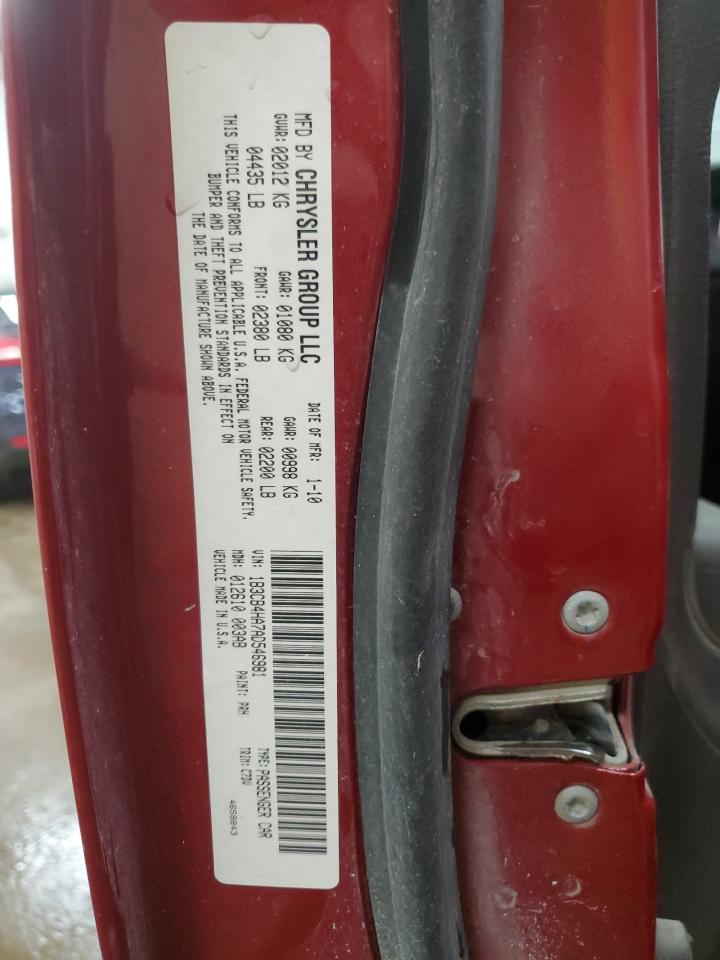 MFD BY CHRYSLER GROUP LLC
DATE OF MFR: 1-10
GVWR: 02012 KG GAWR: 01080 KG GAWR: 00998 KG
04435 LB FRONT: 02380 LB REAR: 02200 LB
THIS VEHICLE CONFORMS TO ALL APPLICABLE U.S.A. FEDERAL MOTOR VEHICLE SAFETY,
BUMPER AND THEFT PREVENTION STANDARDS IN EFFECT ON
THE DATE OF MANUFACTURE SHOWN ABOVE.
VIN: 1B3CB4HA7AD546981
TYPE: PASSENGER CAR
MDH: 012610 003AB PAINT: PRH TRIM: C7DV
VEHICLE MADE IN U.S.A.
4658843